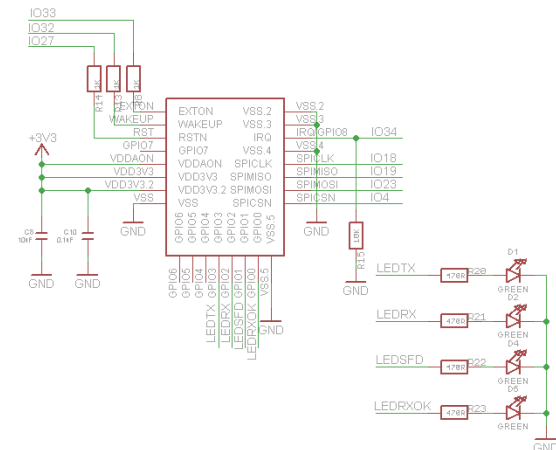 IO33
IO32
IO27
1K
1K
1K
R14
R13
EXTON
WAKEUP
RST
GPIO7
VDDAON
VDD3V3
VDD3V3.2
VSS
+3V3
EXTON
WAKEUP
RSTN
GPIO7
VDDAON
VDD3V3
VDD3V3.2
VSS
VSS.2
VSS.3
IRQ
VSS.4
SPICLK
SPIMISO
SPIMOSI
SPICSN
GPIO6
GPIO5
GPIO4
GPIO3
GPIO2
GPIO1
GPIO0
VSS.5
VSS.2
VSS.3
IRQ/GPIO8
IO34
VSS.4
SPICLK
IO18
SPIMISO
IO19
SPIMOSI
IO23
SPICSN
IO4
GPIO6
GPIO5
GPIO4
GPIO3
GPIO2
GPIO1
GPIO0
VSS.5
LEDTX
LEDRX
LEDSFD
LEDRXOK
C10
0.1uF
GND
GND
GND
GND
GND
10K
R15
GND
LEDTX
470R
R20
D1
GREEN
LEDRX
470R
R21
D2
GREEN
LEDSFD
470R
R22
D4
GREEN
LEDRXOK
470R
R23
D5
GREEN
GND